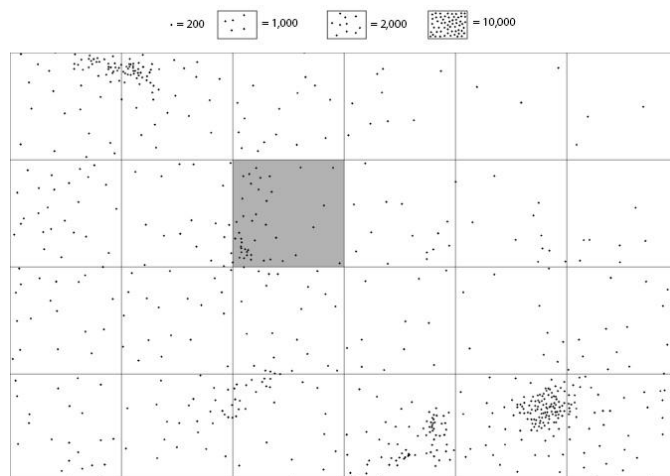 = 200 = 1,000 = 2,000 = 10,000